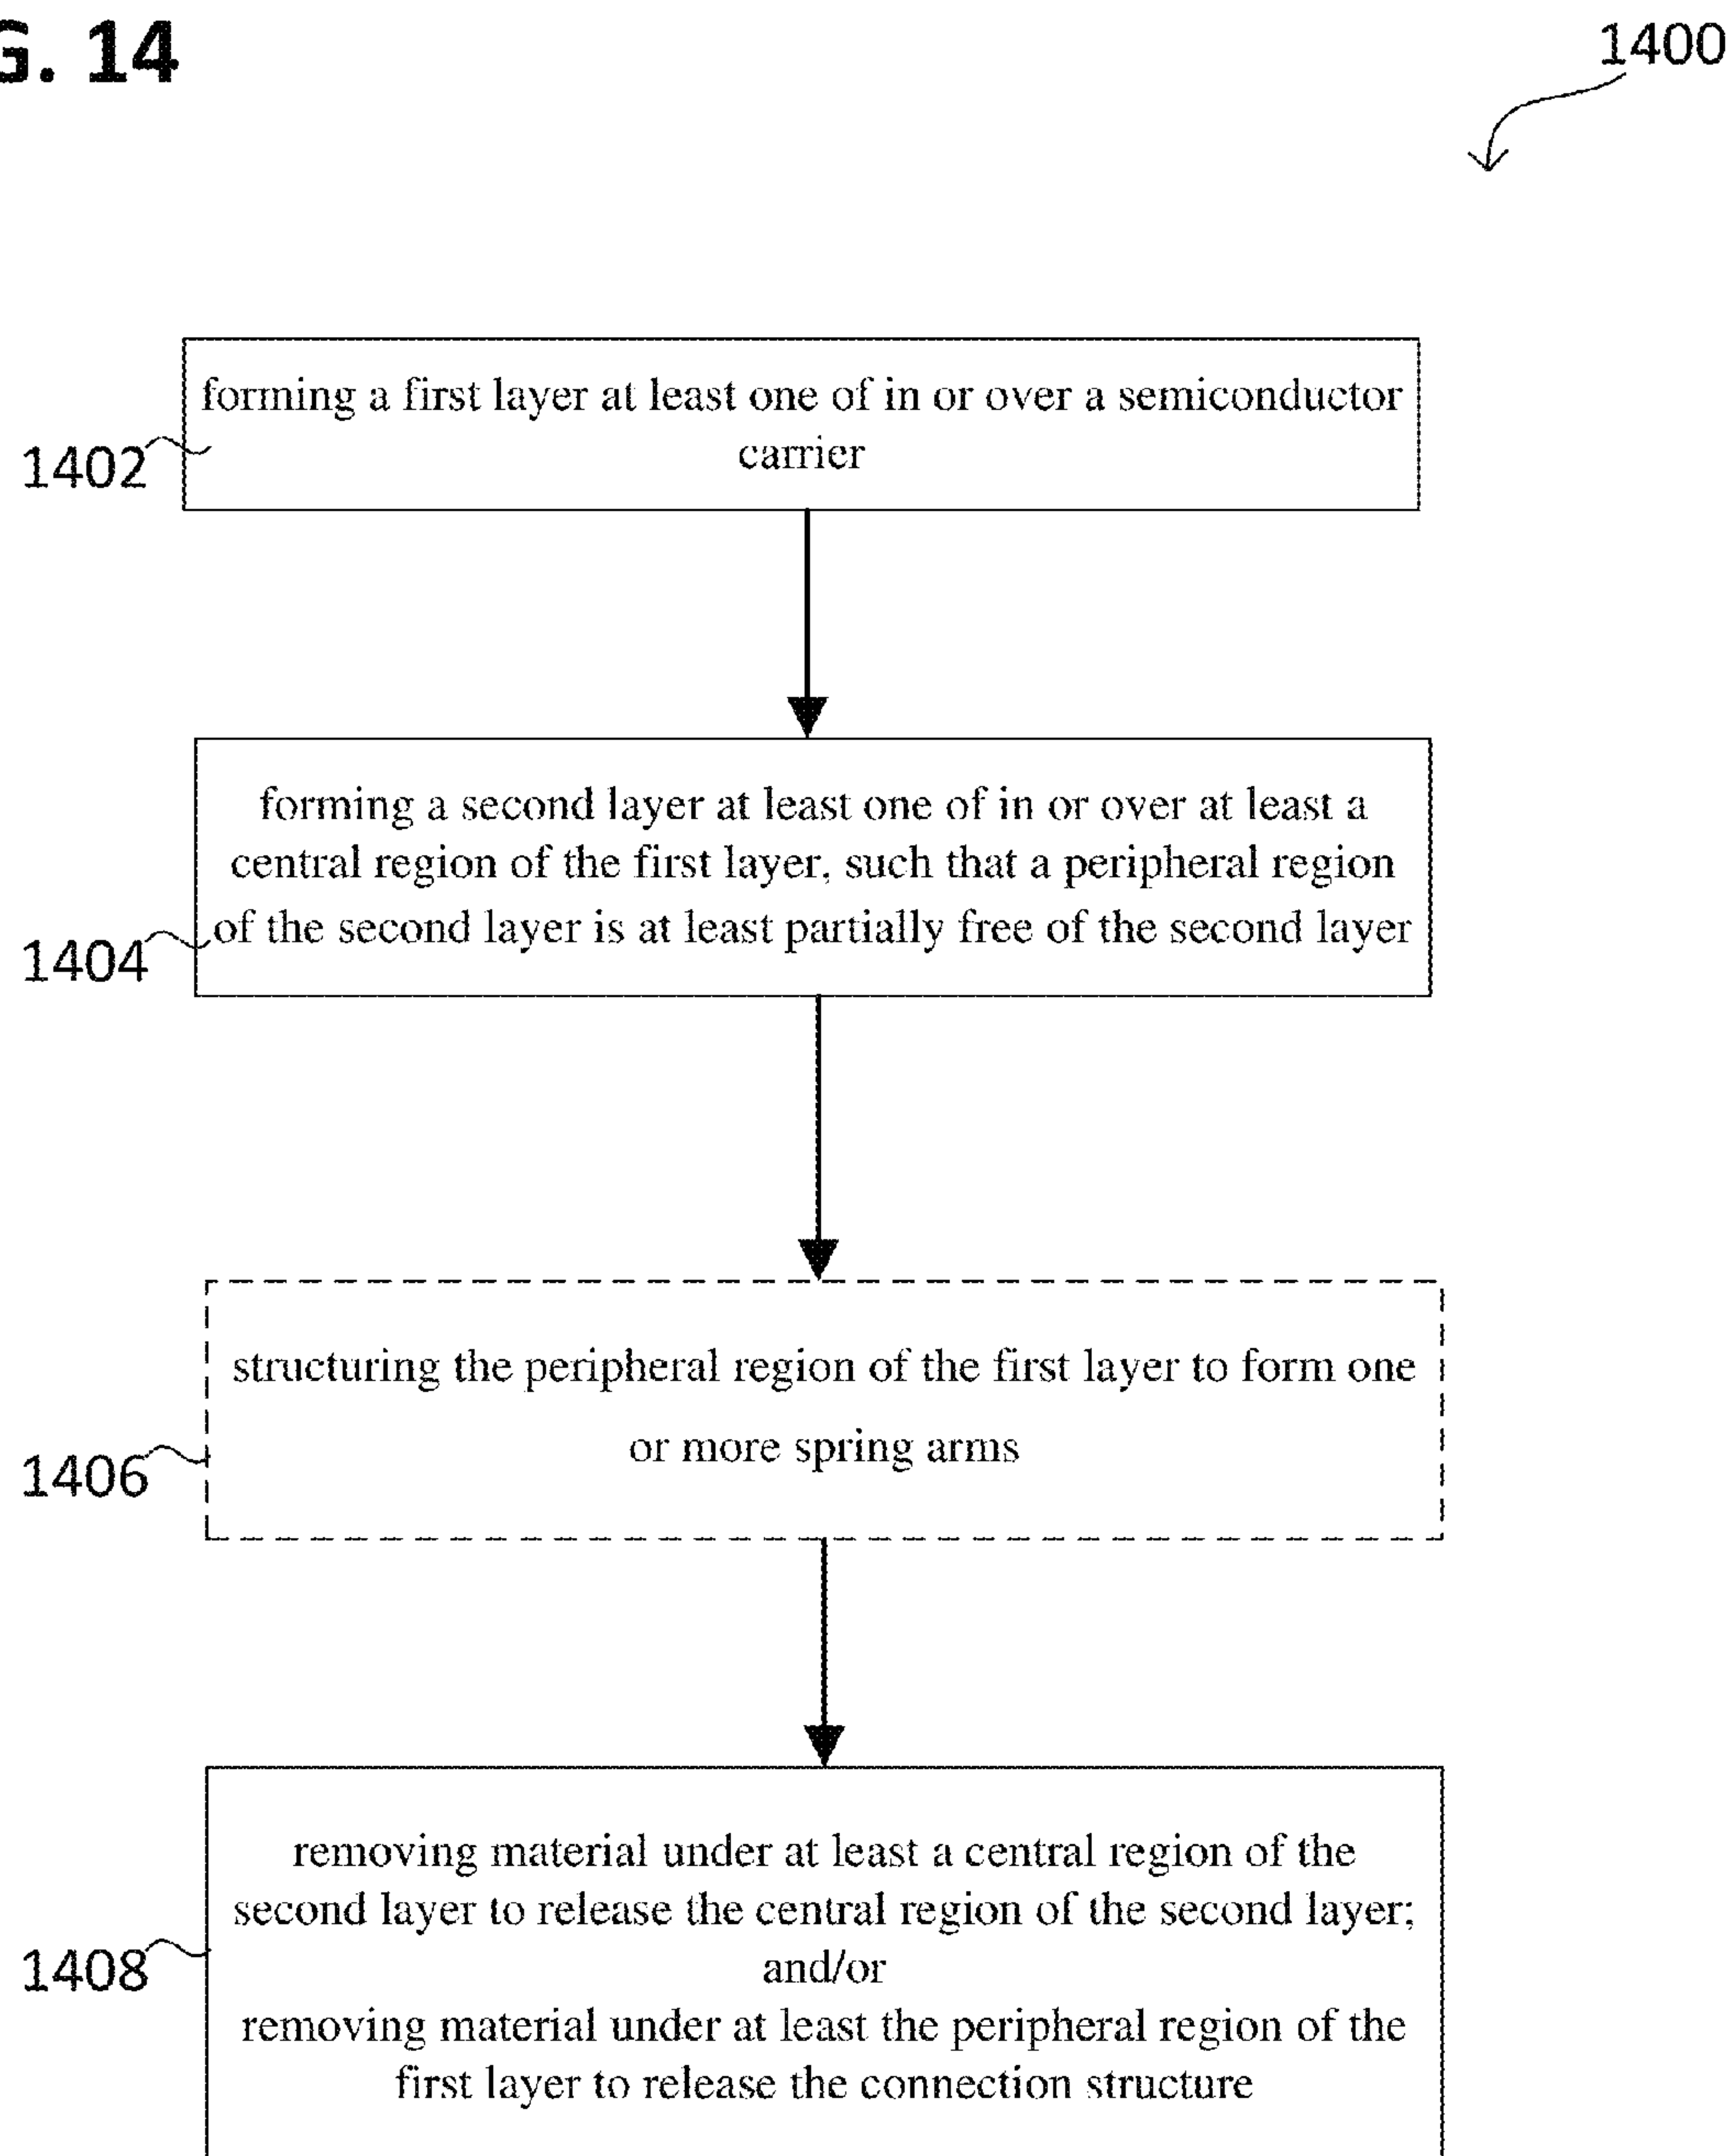 G. 14
1400
forming a first layer at least one of in or over a semiconductor
carrier
1402
forming a second layer at least one of in or over at least a
central region of the first layer, such that a peripheral region
of the second layer is at least partially free of the second layer
1404
structuring the peripheral region of the first layer to form one
or more spring arms
1406
removing material under at least a central region of the
second layer to release the central region of the second layer;
and/or
removing material under at least the peripheral region of the
first layer to release the connection structure
1408